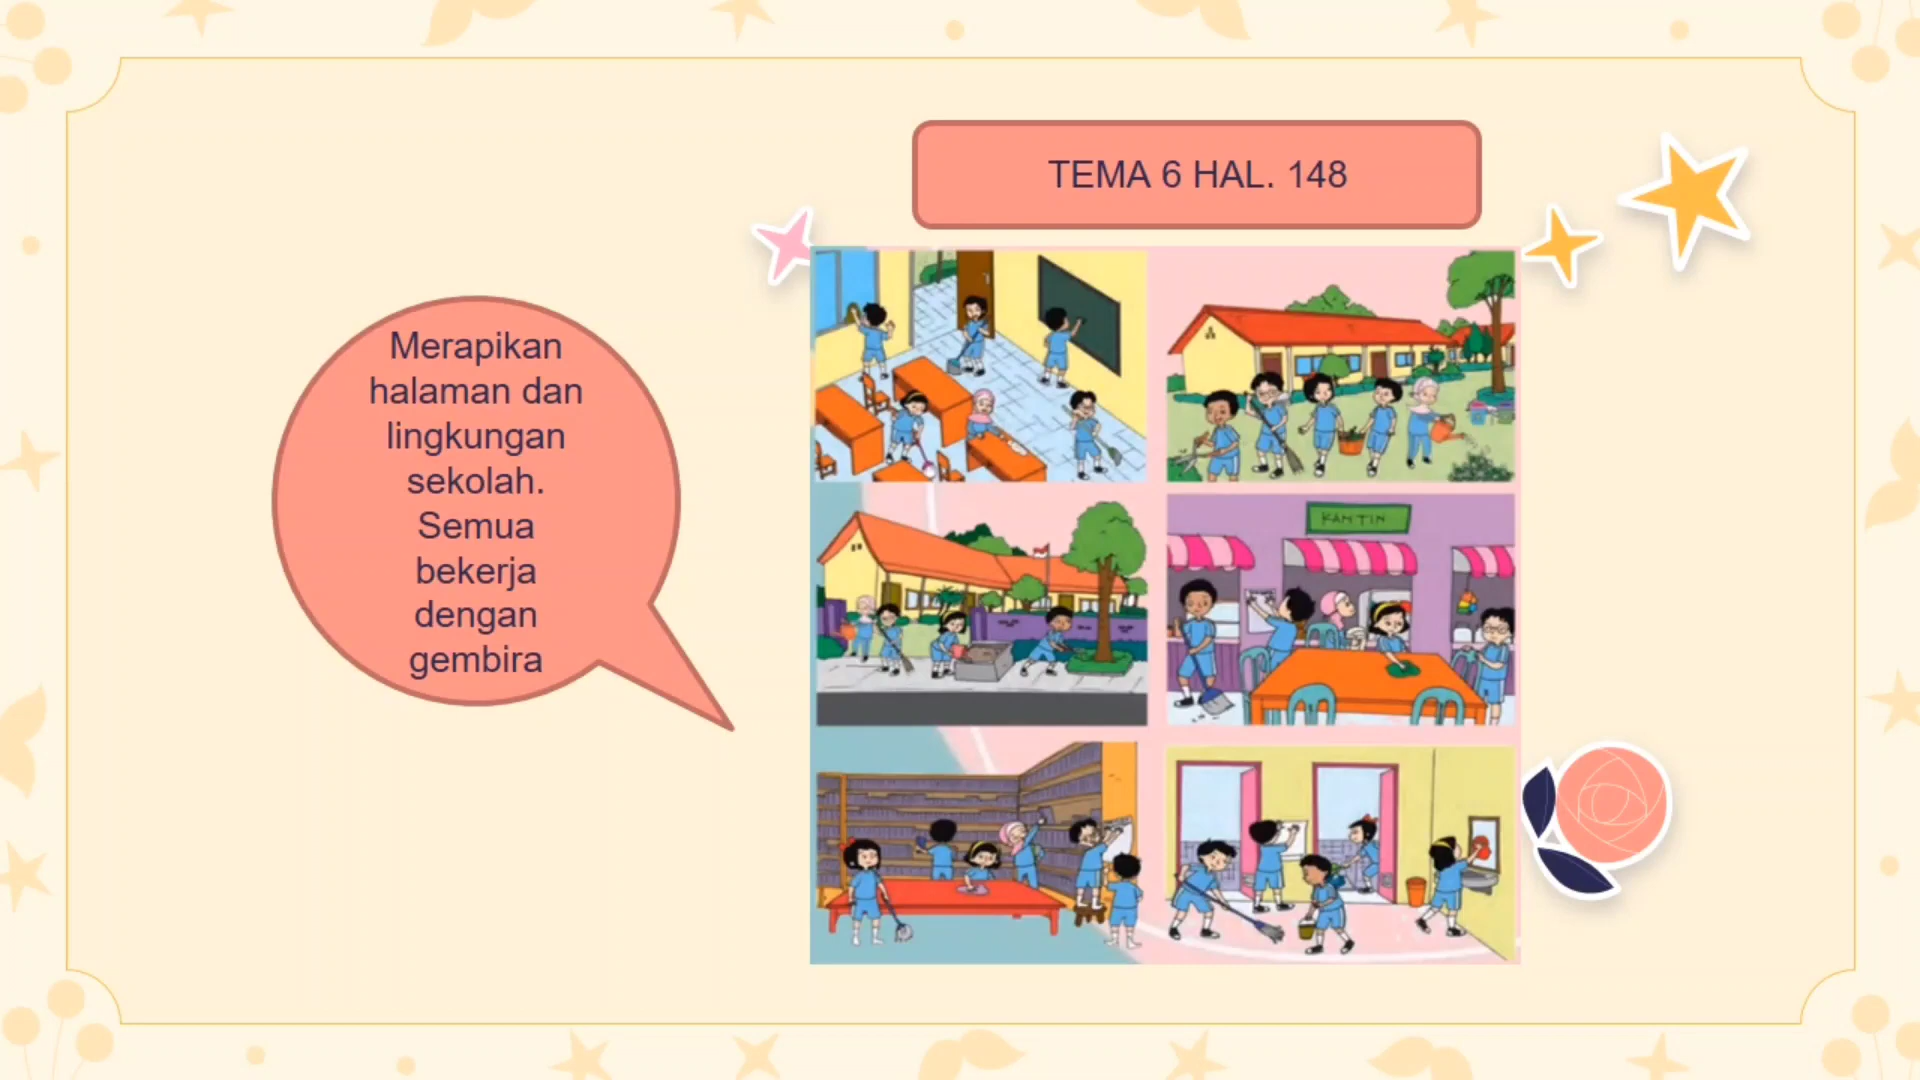 TEMA 6 HAL. 148
Merapikan
halaman dan
lingkungan
sekolah.
Semua
bekerja
dengan
gembira
KANTIN